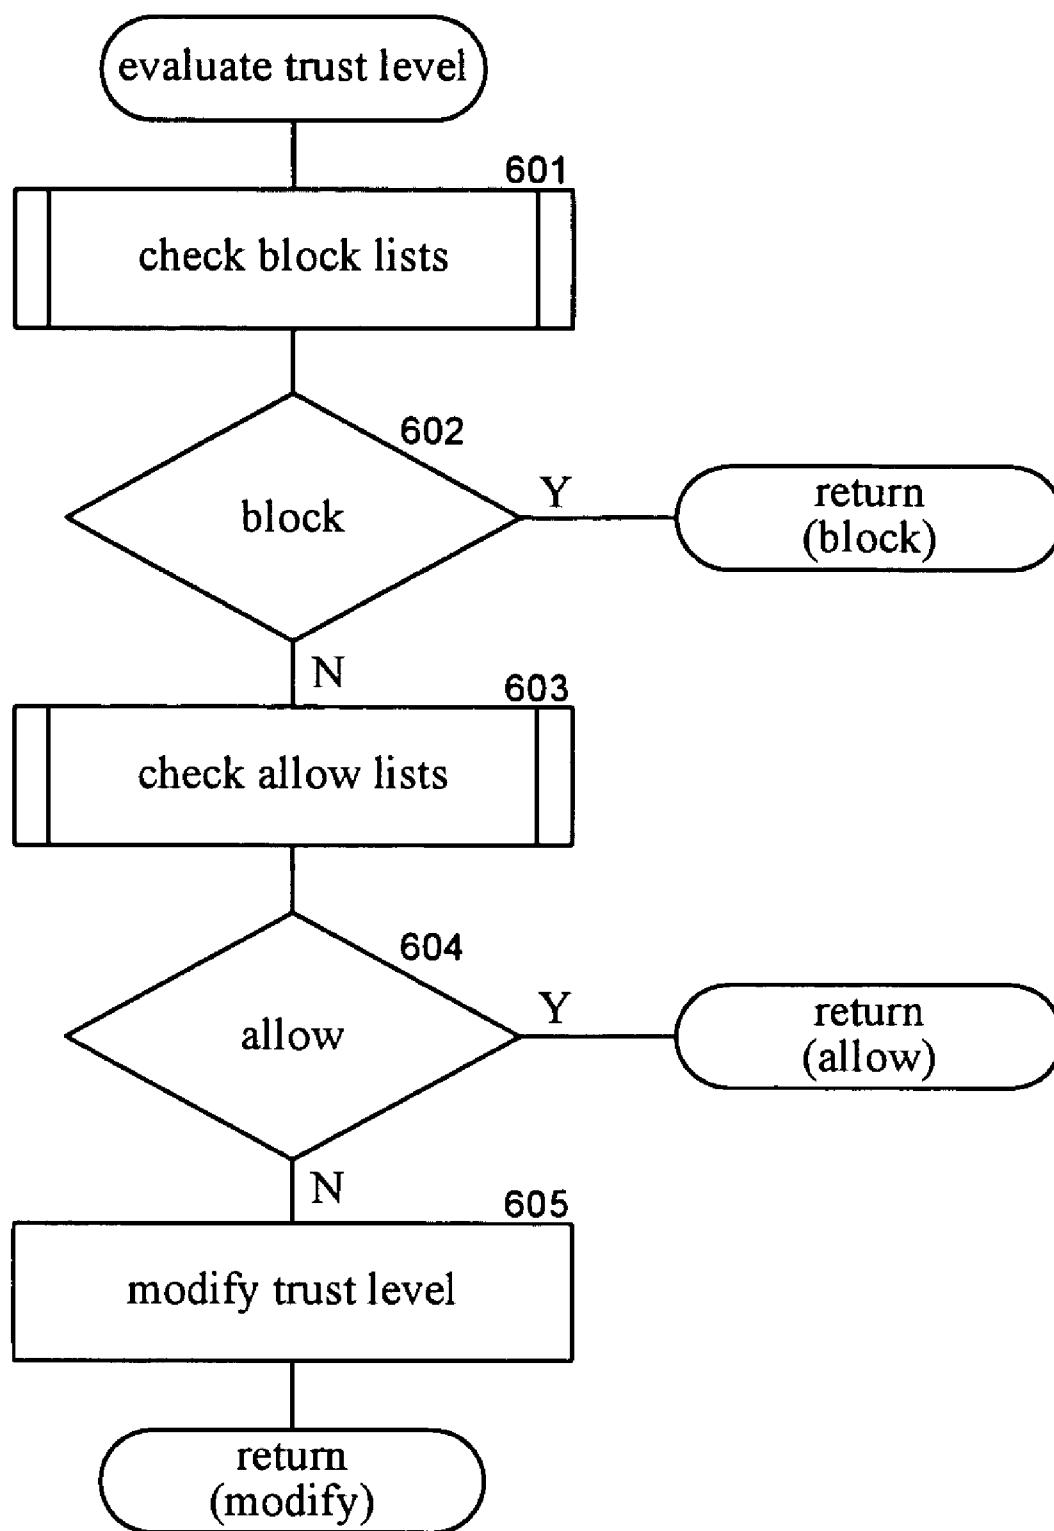 evaluate trust level
601
check block lists
602
block
Y
return
(block)
N
603
check allow lists
604
allow
Y
return
(allow)
N
605
modify trust level
return
(modify)